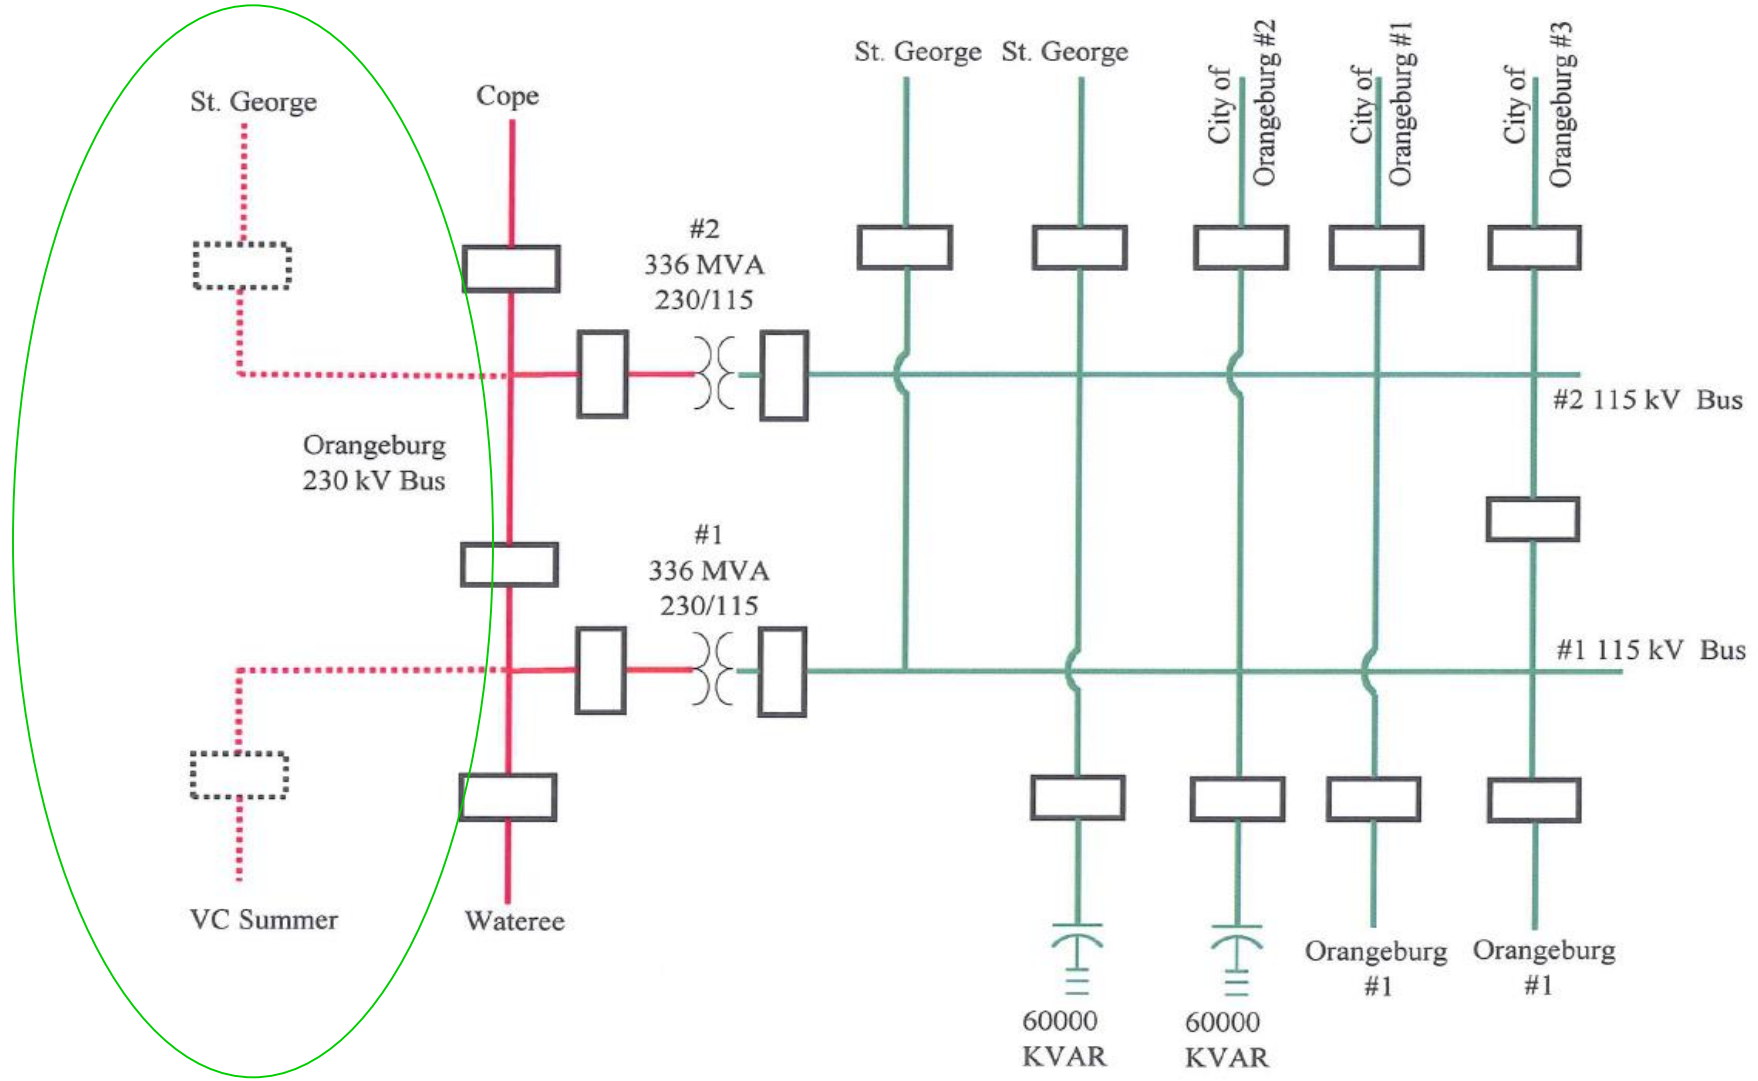 St. George
Cope
St. George
St. George
City of
Orangeburg #2
City of
Orangeburg #1
City of
Orangeburg #3
#2
336 MVA
230/115
#2 115 kV Bus
Orangeburg
230 kV Bus
#1
336 MVA
230/115
#1 115 kV Bus
VC Summer
Wateree
Orangeburg
#1
Orangeburg
#1
60000
KVAR
60000
KVAR